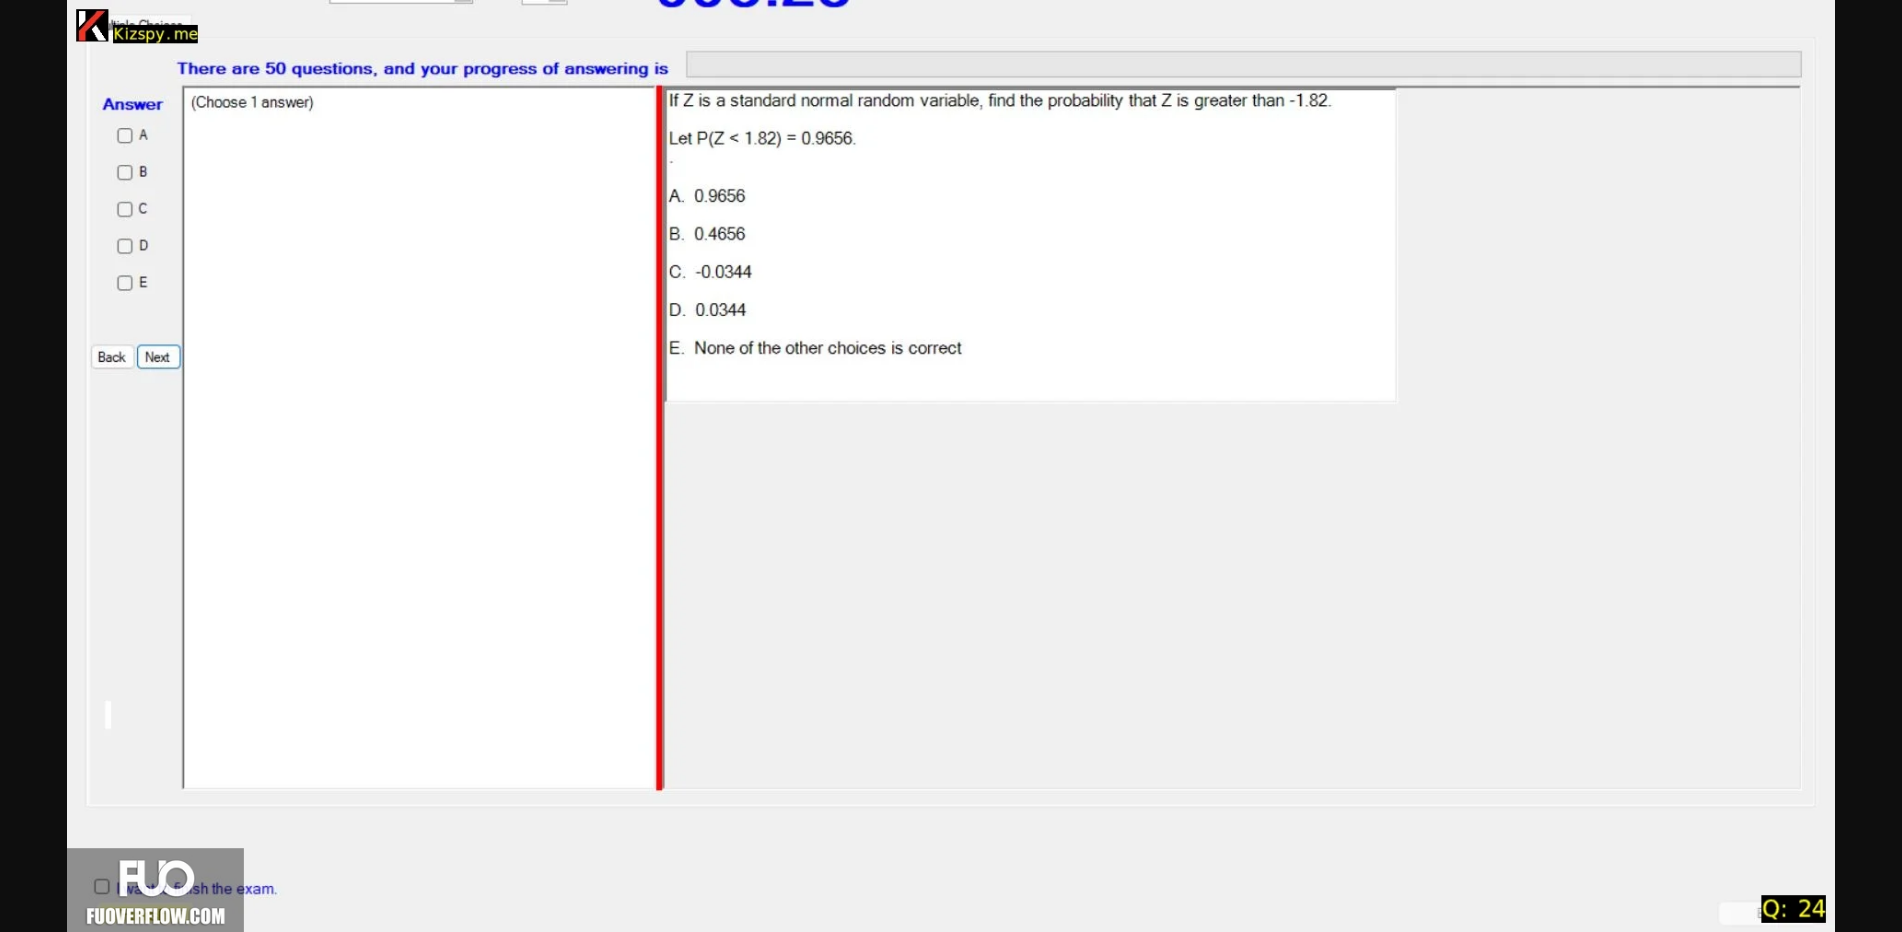 Kizspy.me
There are 50 questions, and your progress of answering is
Answer
(Choose 1 answer)
A
B
C
D
E
Back
Next
If Z is a standard normal random variable, find the probability that Z is greater than -1.82.
Let P(Z < 1.82) = 0.9656.
A. 0.9656
B. 0.4656
C. -0.0344
D. 0.0344
E. None of the other choices is correct
FUO
finish the exam.
FUOVERFLOW.COM
Q: 24